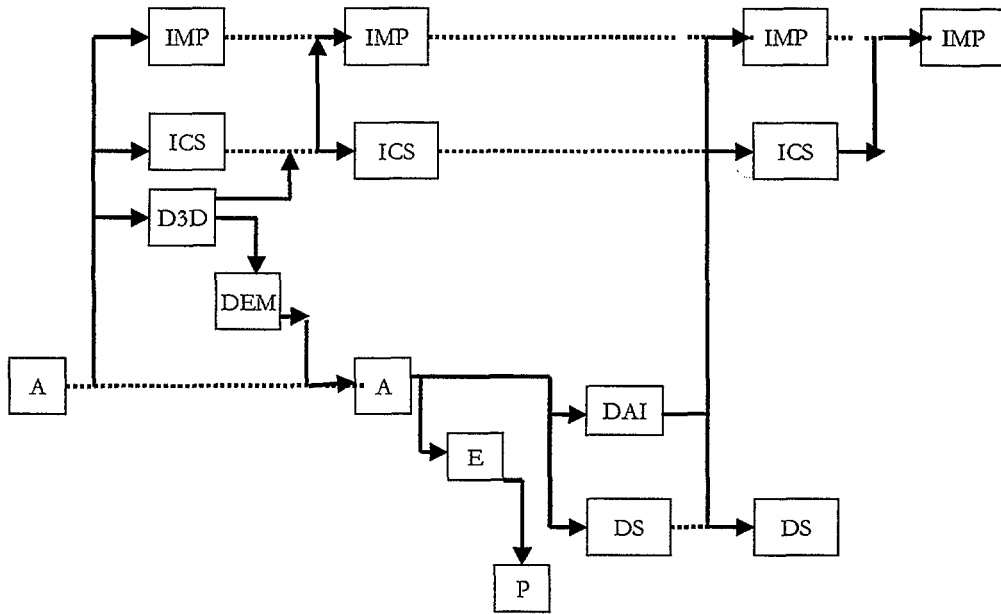 IMP IMP IMP IMP
ICS ICS ICS
D3D
DEM
A A
DAI
E
DS DS
P